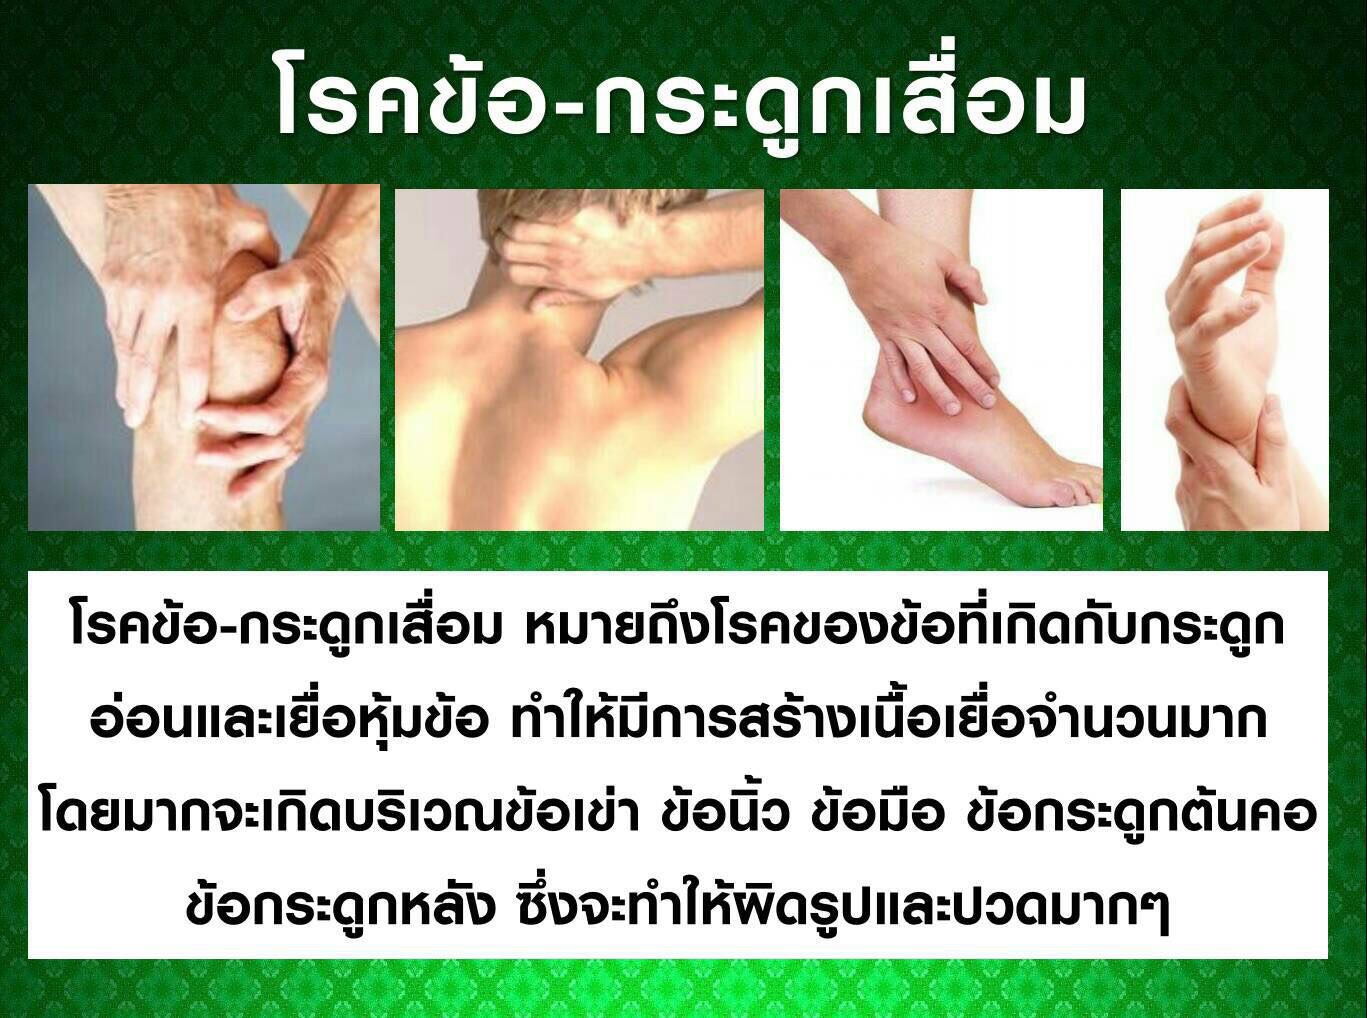 โรคข้อ-กระดูกเสื่อม
โรคข้อ-กระดูกเสื่อม หมายถึงโรคของข้อที่เกิดกับกระดูก
อ่อนและเยื่อหุ้มข้อ ทำให้มีการสร้างเนื้อเยื่อจำนวนมาก
โดยมากจะเกิดบริเวณข้อเข่า ข้อนิ้ว ข้อมือ ข้อกระดูกต้นคอ
ข้อกระดูกหลัง ซึ่งจะทำให้ผิดรูปและปวดมากๆ